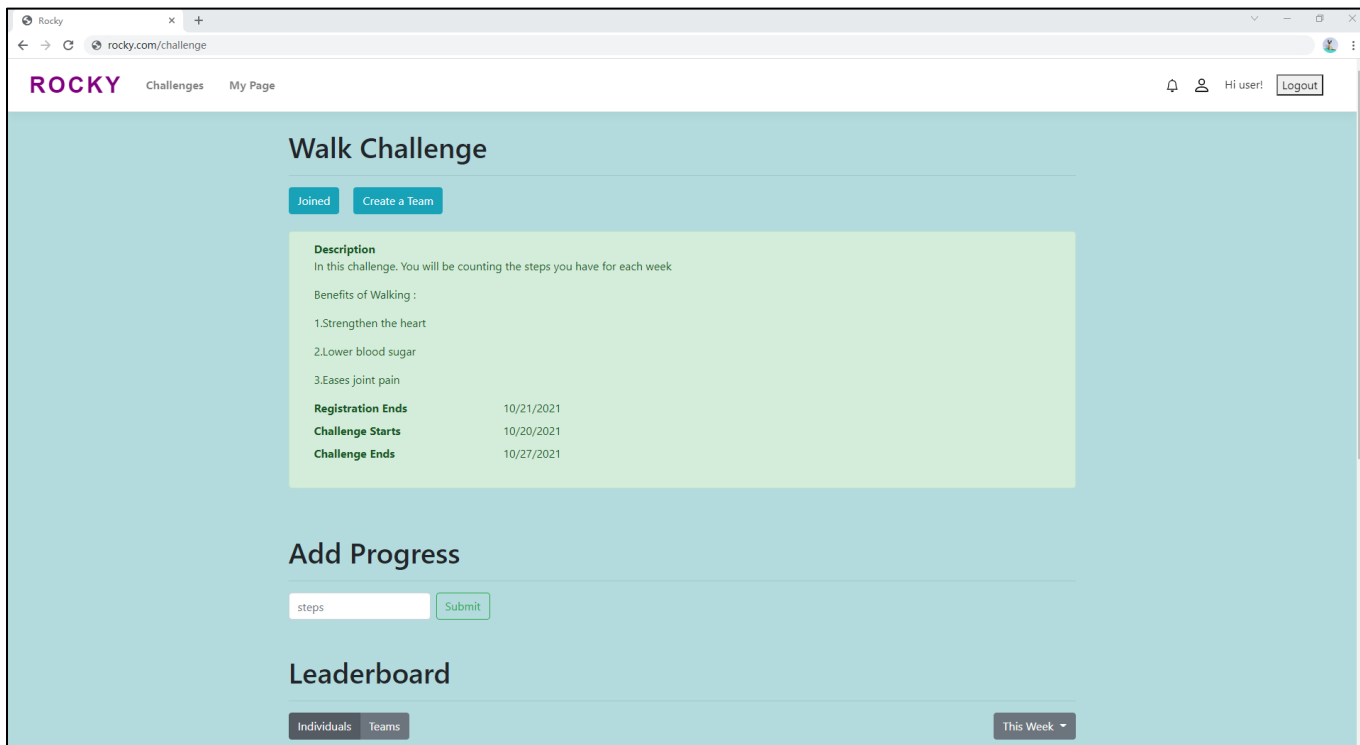 Rocky
rocky.com/challenge
ROCKY Challenges My Page Hi user! Logout
Walk Challenge
Joined Create a Team
Description
In this challenge. You will be counting the steps you have for each week
Benefits of Walking :
1.Strengthen the heart
2.Lower blood sugar
3.Eases joint pain
Registration Ends 10/21/2021
Challenge Starts 10/20/2021
Challenge Ends 10/27/2021
Add Progress
steps Submit
Leaderboard
Individuals Teams This Week